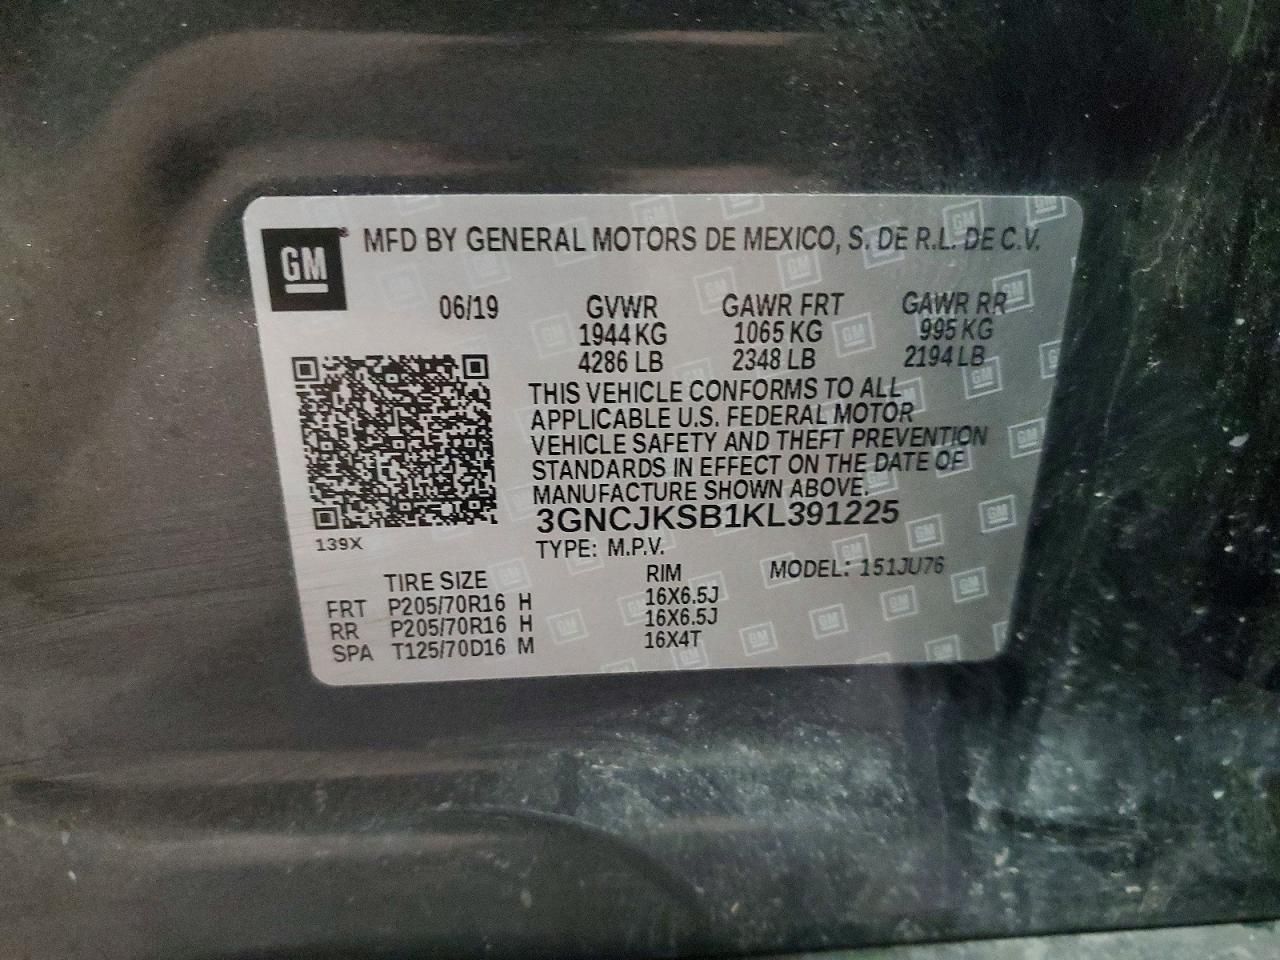 GM® MFD BY GENERAL MOTORS DE MEXICO, S. DE R.L. DE C.V.
06/19 GVWR GAWR FRT GAWR RR
1944 KG 1065 KG 995 KG
4286 LB 2348 LB 2194 LB
THIS VEHICLE CONFORMS TO ALL
APPLICABLE U.S. FEDERAL MOTOR
VEHICLE SAFETY AND THEFT PREVENTION
STANDARDS IN EFFECT ON THE DATE OF
MANUFACTURE SHOWN ABOVE.
3GNCJKSB1KL391225
139X
TYPE: M.P.V.
MODEL: 151JU76
TIRE SIZE RIM
FRT P205/70R16 H 16X6.5J
RR P205/70R16 H 16X6.5J
SPA T125/70D16 M 16X4T